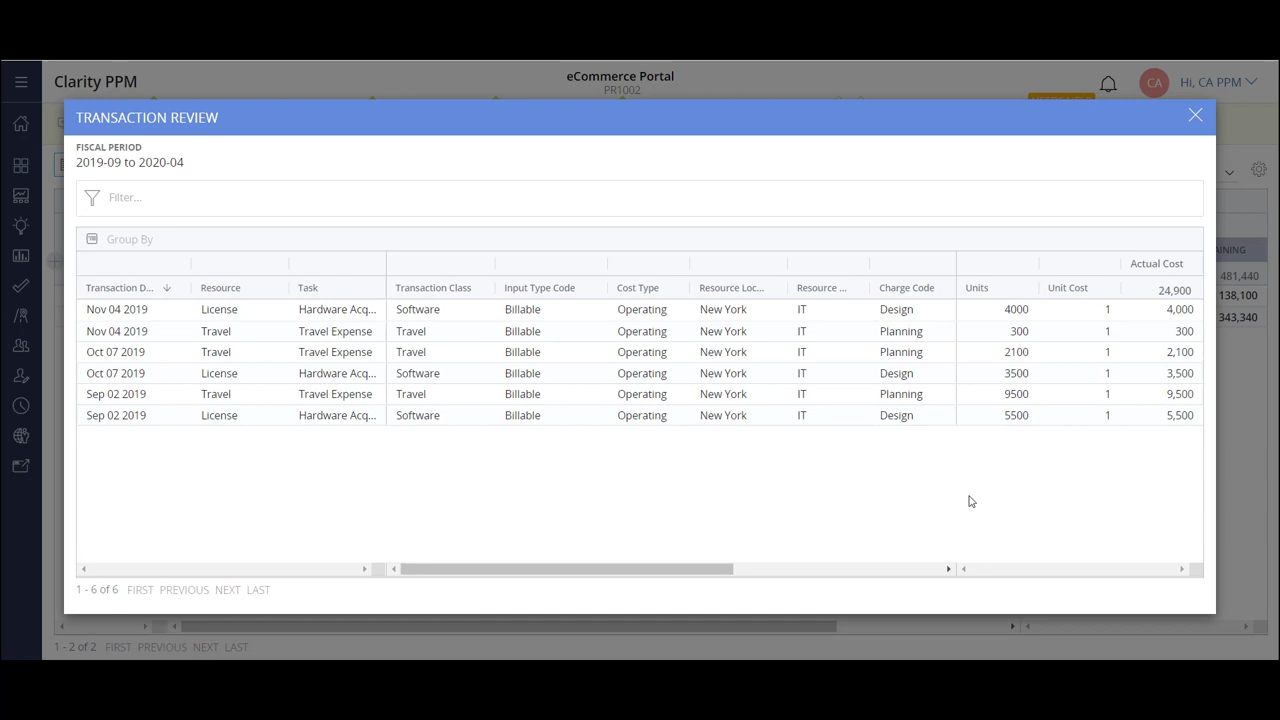 Clarity PPM
eCommerce Portal
PR1002
CA
Hi, CA PPM
TRANSACTION REVIEW
FISCAL PERIOD
2019-09 to 2020-04
Filter...
Group By
Actual Cost
Transaction D... Resource Task Transaction Class Input Type Code Cost Type Resource Loc... Resource ... Charge Code Units Unit Cost 24,900
Nov 04 2019 License Hardware Acq... Software Billable Operating New York IT Design 4000 1 4,000
Nov 04 2019 Travel Travel Expense Travel Billable Operating New York IT Planning 300 1 300
Oct 07 2019 Travel Travel Expense Travel Billable Operating New York IT Planning 2100 1 2,100
Oct 07 2019 License Hardware Acq... Software Billable Operating New York IT Design 3500 1 3,500
Sep 02 2019 Travel Travel Expense Travel Billable Operating New York IT Planning 9500 1 9,500
Sep 02 2019 License Hardware Acq... Software Billable Operating New York IT Design 5500 1 5,500
1 - 6 of 6 FIRST PREVIOUS NEXT LAST
AINING
481,440
138,100
343,340
1 - 2 of 2 FIRST PREVIOUS NEXT LAST